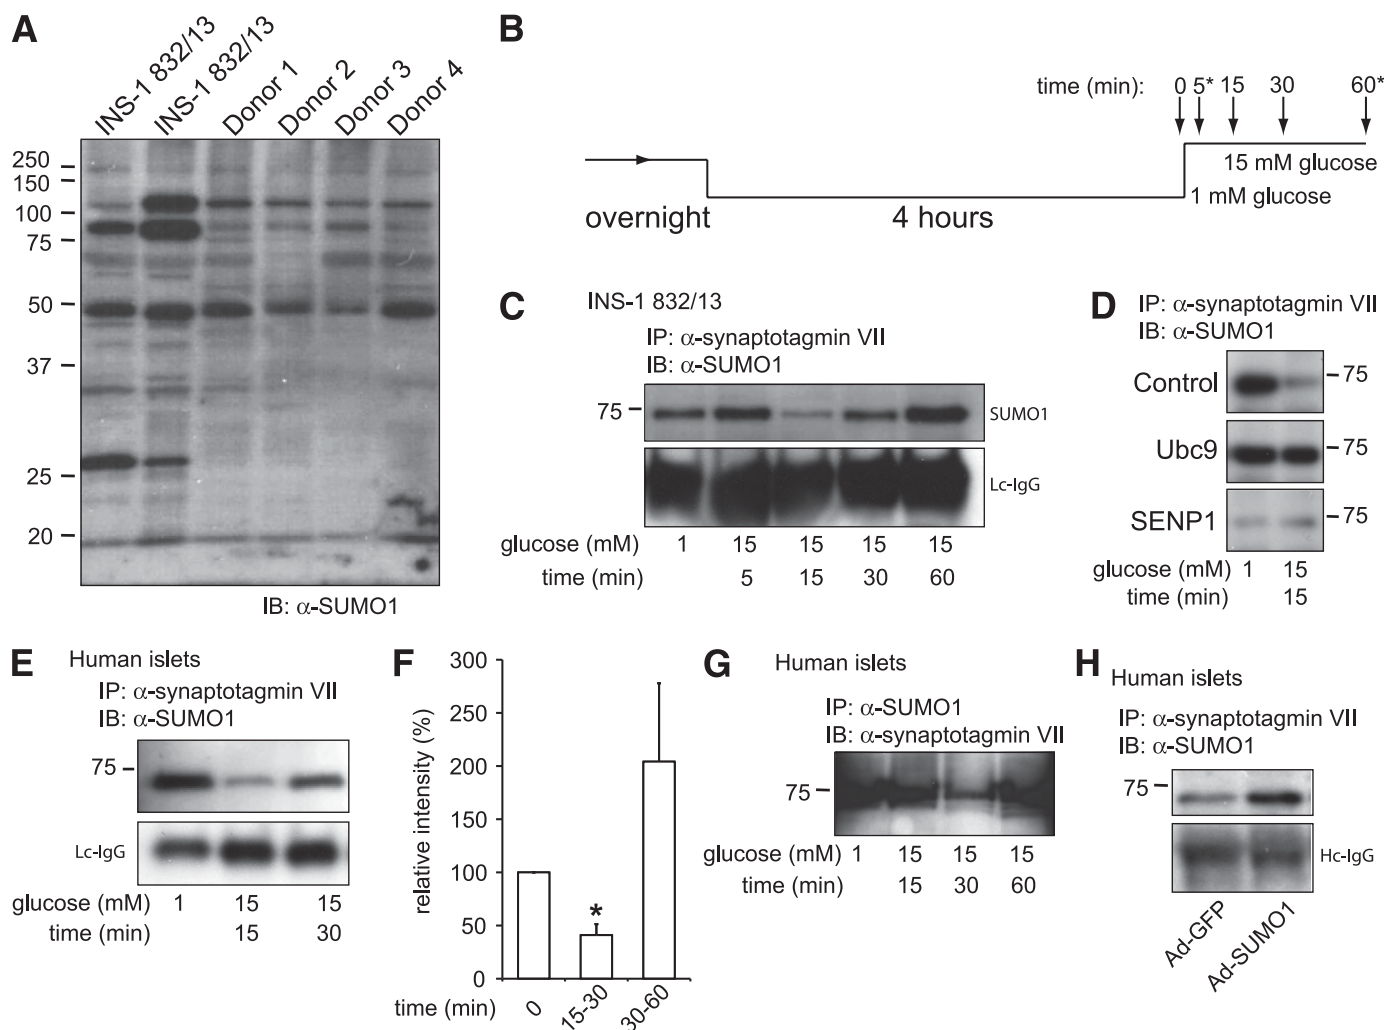 A
INS-1 832/13
INS-1 832/13
Donor 1
Donor 2
Donor 3
Donor 4
250
150
100
75
50
37
25
20
IB: α-SUMO1
B
time (min): 0 5* 15 30 60*
15 mM glucose
1 mM glucose
overnight
4 hours
C
INS-1 832/13
IP: α-synaptotagmin VII
IB: α-SUMO1
75
SUMO1
Lc-IgG
glucose (mM) 1 15 15 15 15
time (min) 5 15 30 60
D
IP: α-synaptotagmin VII
IB: α-SUMO1
Control
75
Ubc9
75
SENP1
75
glucose (mM) 1 15
time (min) 15
E
Human islets
IP: α-synaptotagmin VII
IB: α-SUMO1
75
Lc-IgG
glucose (mM) 1 15 15
time (min) 15 30
F
relative intensity (%)
300
250
200
150
100
50
0
*
time (min) 0 15-30 30-60
G
Human islets
IP: α-SUMO1
IB: α-synaptotagmin VII
75
glucose (mM) 1 15 15 15
time (min) 15 30 60
H
Human islets
IP: α-synaptotagmin VII
IB: α-SUMO1
75
Hc-IgG
Ad-GFP
Ad-SUMO1